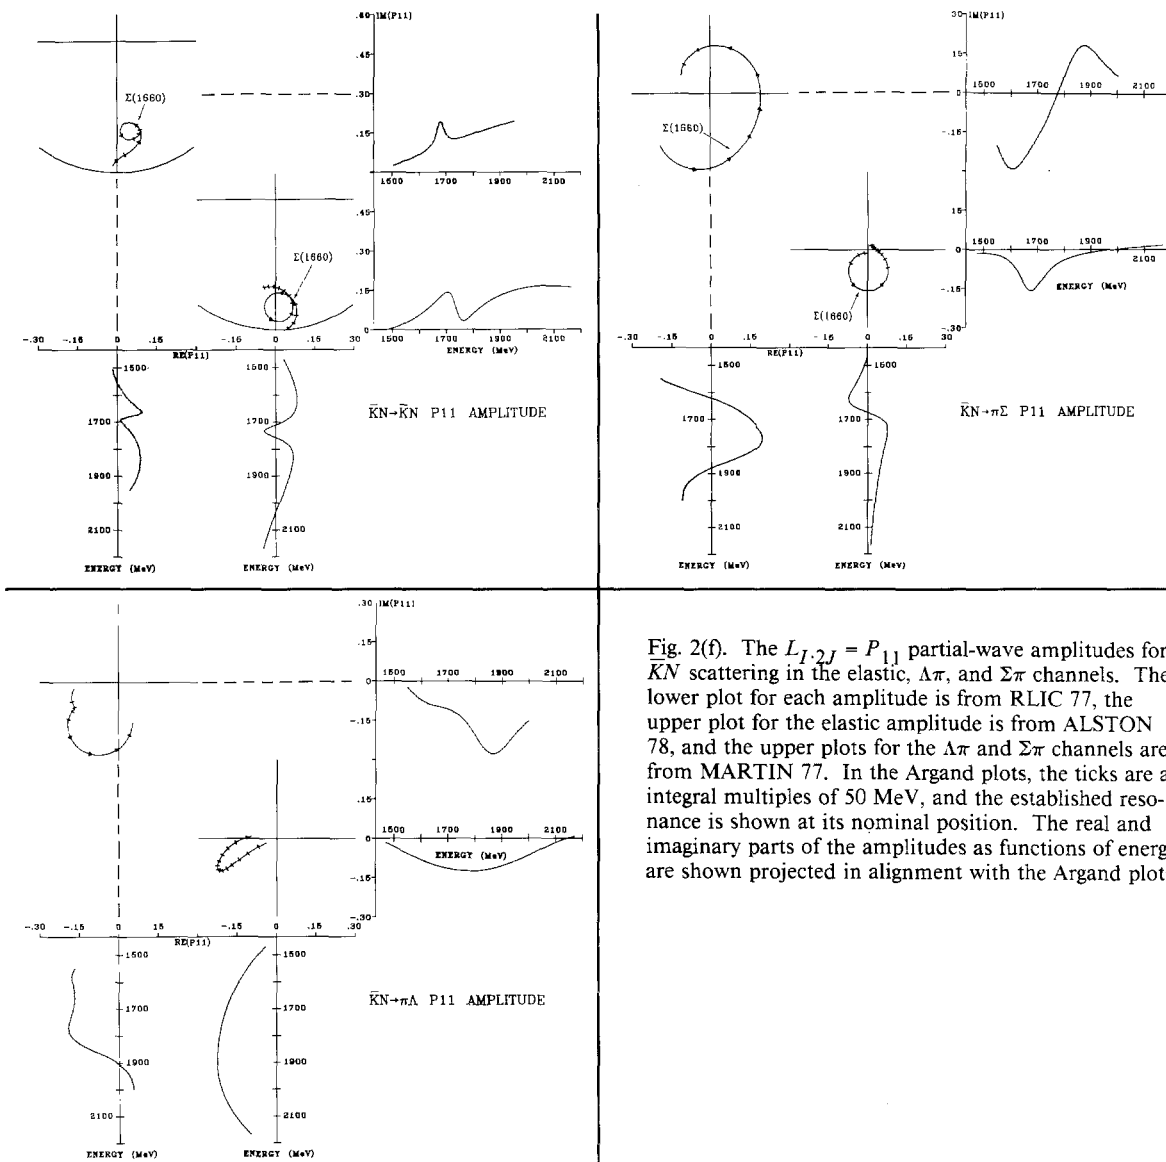 .60 IM(P11)
.45
.30
.15
0
1500 1700 1900 2100
Σ(1660)
.45
.30
.15
0
1500 1700 1900 2100
ENERGY (MeV)
Σ(1660)
-.30 -.15 0 .15 -.15 0 .15 30
RE(P11)
1500
1700
1900
2100
ENERGY (MeV)
1500
1700
1900
2100
ENERGY (MeV)
K̄N→K̄N P11 AMPLITUDE
30 IM(P11)
15
0
-.15
1500 1700 1900 2100
Σ(1660)
15
0
-.15
-.30
1500 1700 1900 2100
ENERGY (MeV)
Σ(1660)
-.30 -.15 0 .15 -.15 0 .15
RE(P11)
1500
1700
1900
2100
ENERGY (MeV)
1500
1700
1900
2100
ENERGY (MeV)
K̄N→πΣ P11 AMPLITUDE
.30 IM(P11)
.15
0
-.15
1500 1700 1900 2100
0
-.15
-.30
1500 1700 1900 2100
ENERGY (MeV)
-.30 -.15 0 15 -.15 0 .15 .30
RE(P11)
1500
1700
1900
2100
ENERGY (MeV)
1500
1700
1900
2100
ENERGY (MeV)
K̄N→πΛ P11 AMPLITUDE
Fig. 2(f). The L_{I·2J} = P_{11} partial-wave amplitudes for
K̄N scattering in the elastic, Λπ, and Σπ channels. The
lower plot for each amplitude is from RLIC 77, the
upper plot for the elastic amplitude is from ALSTON
78, and the upper plots for the Λπ and Σπ channels are
from MARTIN 77. In the Argand plots, the ticks are a
integral multiples of 50 MeV, and the established reso-
nance is shown at its nominal position. The real and
imaginary parts of the amplitudes as functions of energ
are shown projected in alignment with the Argand plot